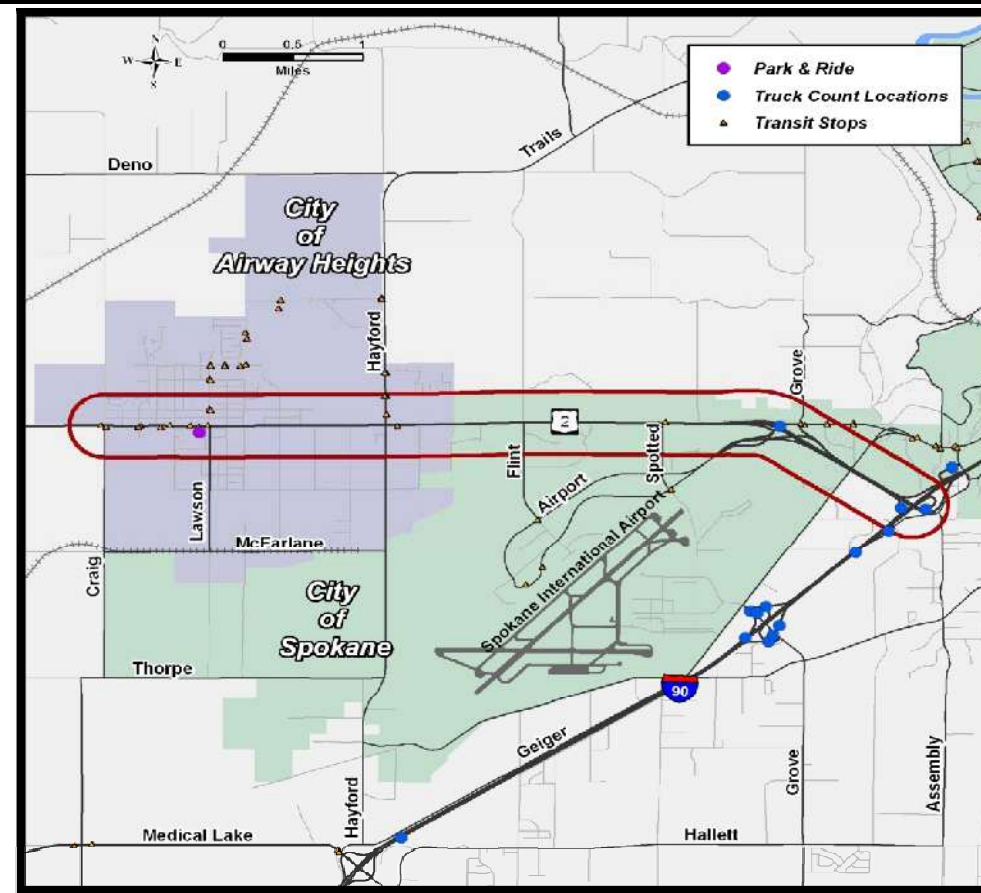 N
W E
S
0 0.5 1
Miles
Park & Ride
Truck Count Locations
Transit Stops
Trails
Deno
City
of
Airway Heights
Hayford
Grove
2
Flint
Spotted
Airport
Lawson
Spokane International Airport
McFarlane
Craig
City
of
Spokane
Thorpe
90
Geiger
Hayford
Grove
Assembly
Medical Lake
Hallett